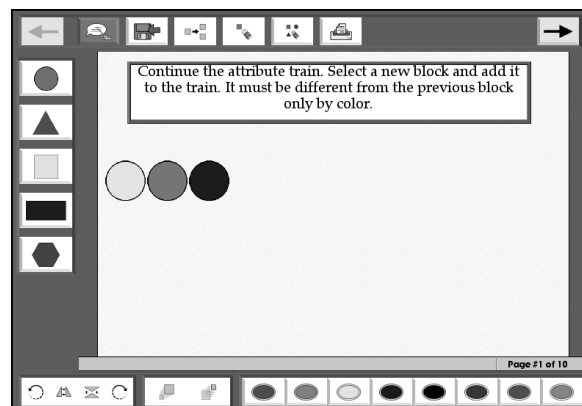 Continue the attribute train. Select a new block and add it
to the train. It must be different from the previous block
only by color.
Page #1 of 10